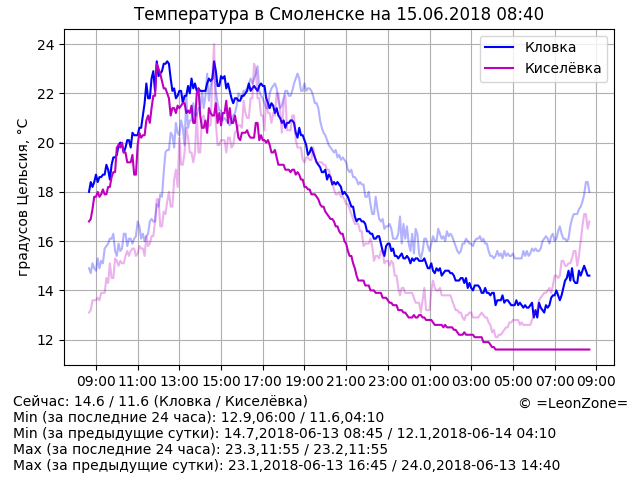 Температура в Смоленске на 15.06.2018 08:40
градусов Цельсия, °C
24
22
20
18
16
14
12
Кловка
Киселёвка
09:00 11:00 13:00 15:00 17:00 19:00 21:00 23:00 01:00 03:00 05:00 07:00 09:00
Сейчас: 14.6 / 11.6 (Кловка / Киселёвка)
© =LeonZone=
Min (за последние 24 часа): 12.9,06:00 / 11.6,04:10
Min (за предыдущие сутки): 14.7,2018-06-13 08:45 / 12.1,2018-06-14 04:10
Max (за последние 24 часа): 23.3,11:55 / 23.2,11:55
Max (за предыдущие сутки): 23.1,2018-06-13 16:45 / 24.0,2018-06-13 14:40